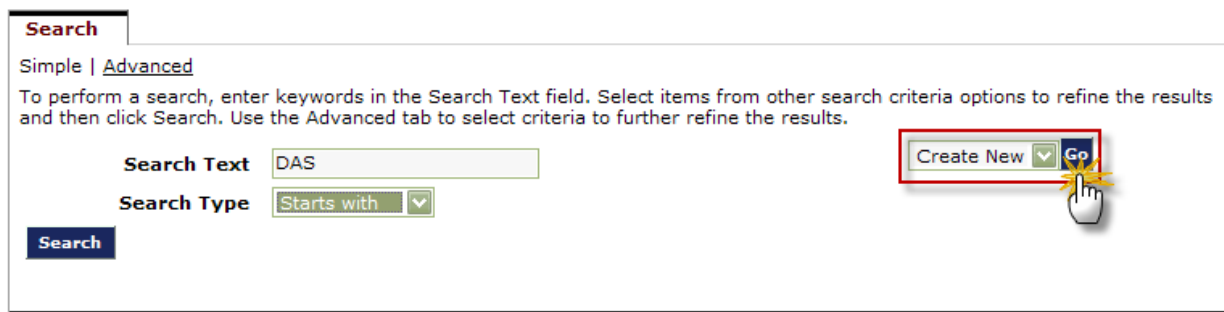 Search
Simple | Advanced
To perform a search, enter keywords in the Search Text field. Select items from other search criteria options to refine the results
and then click Search. Use the Advanced tab to select criteria to further refine the results.
Search Text DAS
Create New Go
Search Type Starts with
Search